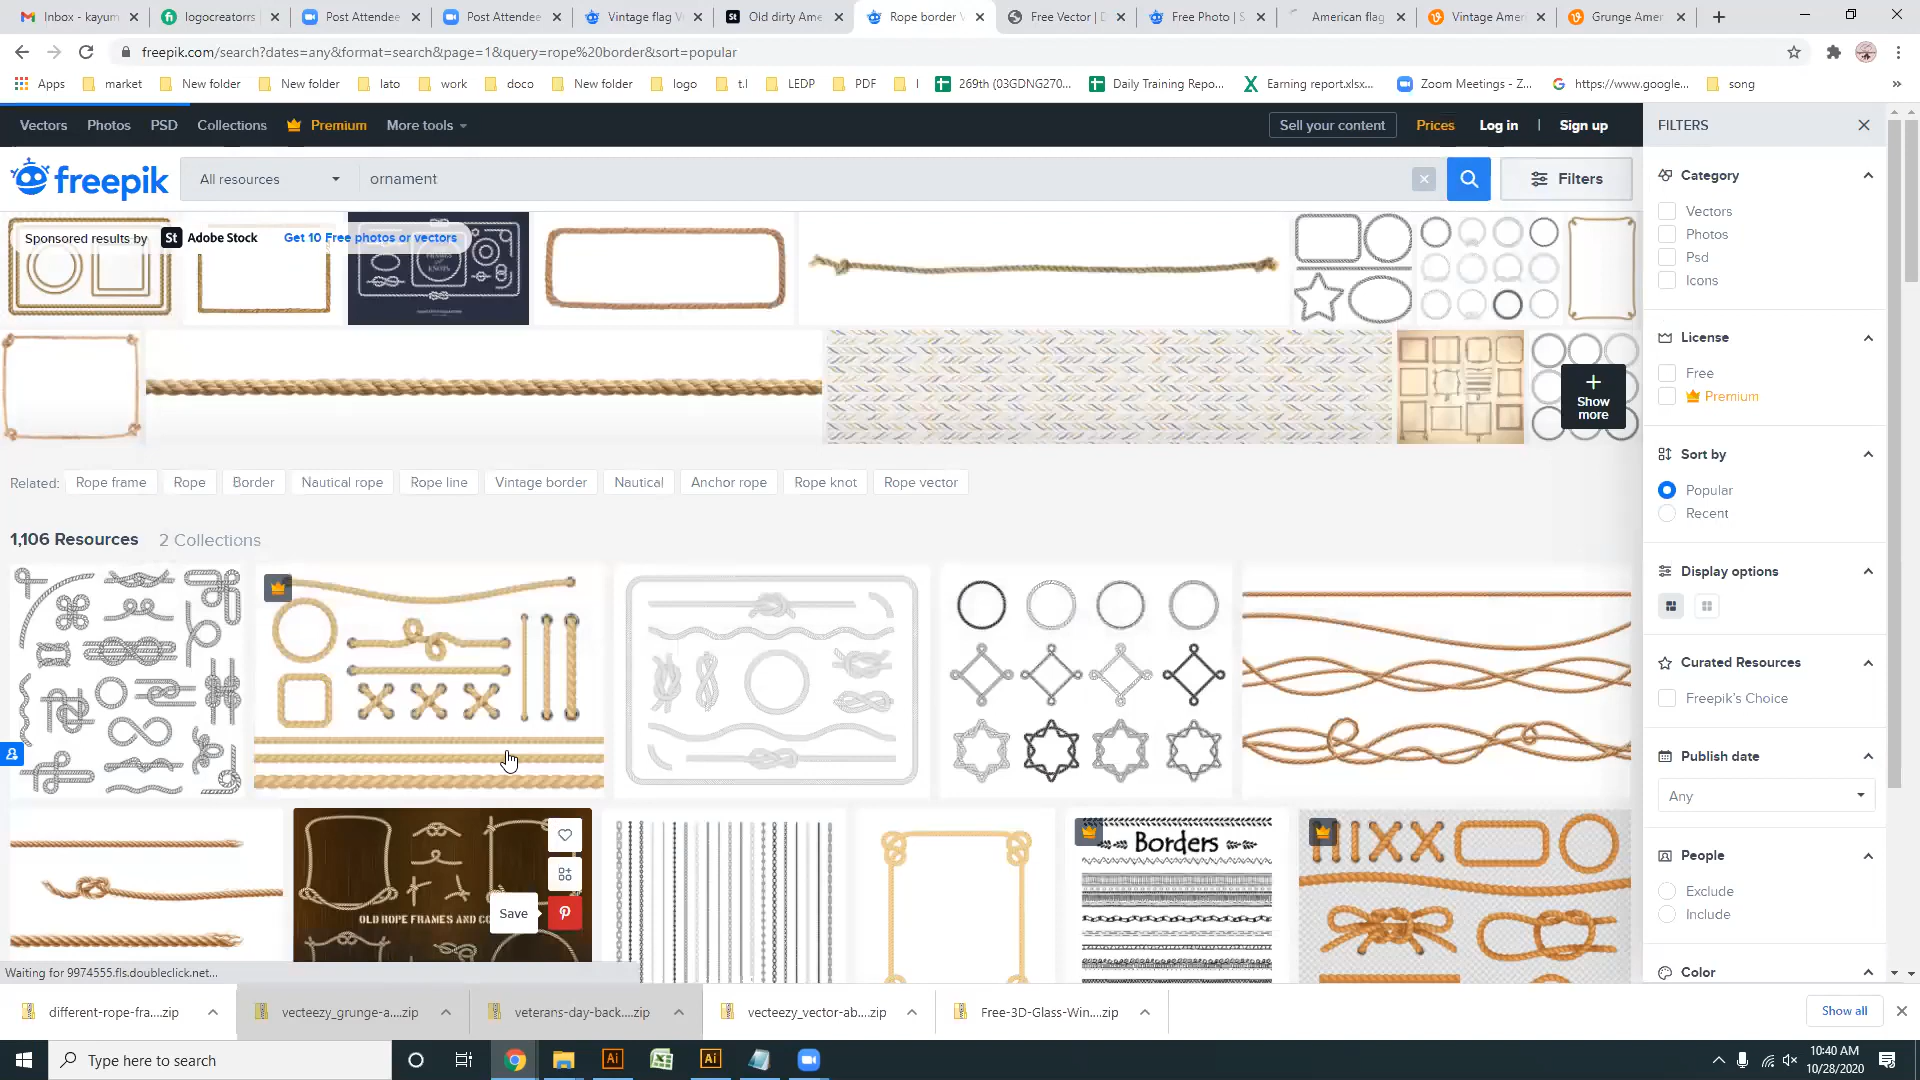 Inbox - kayum
logocreatorrs
Post Attendee
Post Attendee
Vintage flag V
Old dirty Ame
Rope border V
Free Vector | D
Free Photo | S
American flag
Vintage Ameri
Grunge Amer
freepik.com/search?dates=any&format=search&page=1&query=rope%20border&sort=popular
Apps
market
New folder
New folder
lato
work
doco
New folder
logo
t.l
LEDP
PDF
l
269th (03GDNG270...
Daily Training Repo...
Earning report.xlsx...
Zoom Meetings - Z...
https://www.google...
song
Vectors
Photos
PSD
Collections
Premium
More tools
Sell your content
Prices
Log in
|
Sign up
freepik
All resources
ornament
Filters
Sponsored results by
St
Adobe Stock
Get 10 Free photos or vectors
+
Show
more
Related:
Rope frame
Rope
Border
Nautical rope
Rope line
Vintage border
Nautical
Anchor rope
Rope knot
Rope vector
1,106 Resources
2 Collections
OLD ROPE FRAMES AND CO
Save
Borders
FILTERS
Category
Vectors
Photos
Psd
Icons
License
Free
Premium
Sort by
Popular
Recent
Display options
Curated Resources
Freepik's Choice
Publish date
Any
People
Exclude
Include
Color
Waiting for 9974555.fls.doubleclick.net...
different-rope-fra....zip
vecteezy_grunge-a....zip
veterans-day-back....zip
vecteezy_vector-ab....zip
Free-3D-Glass-Win....zip
Show all
Type here to search
Ai
Ai
10:40 AM
10/28/2020